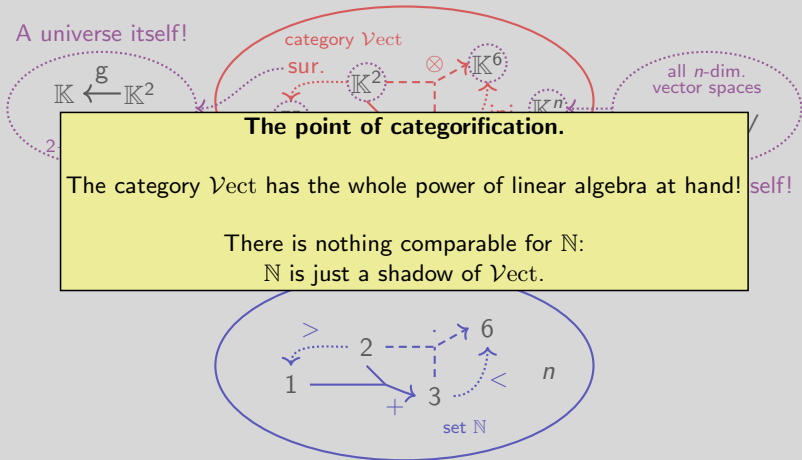 A universe itself!
category 𝒱ect
sur.
𝕂²
⊗
𝕂⁶
𝕂 g 𝕂²
𝕂ⁿ
all n-dim.
vector spaces
2-
self!
The point of categorification.
The category 𝒱ect has the whole power of linear algebra at hand!
There is nothing comparable for ℕ:
ℕ is just a shadow of 𝒱ect.
> · 6
2
1 n
<
+ 3
set ℕ